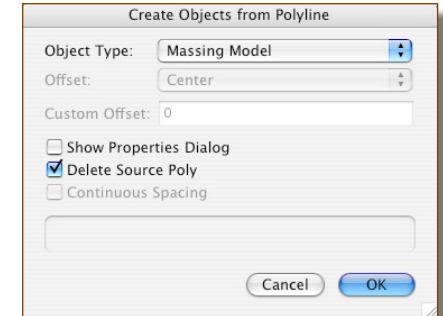 Create Objects from Polyline
Object Type: Massing Model
Offset: Center
Custom Offset: 0
Show Properties Dialog
Delete Source Poly
Continuous Spacing
Cancel OK